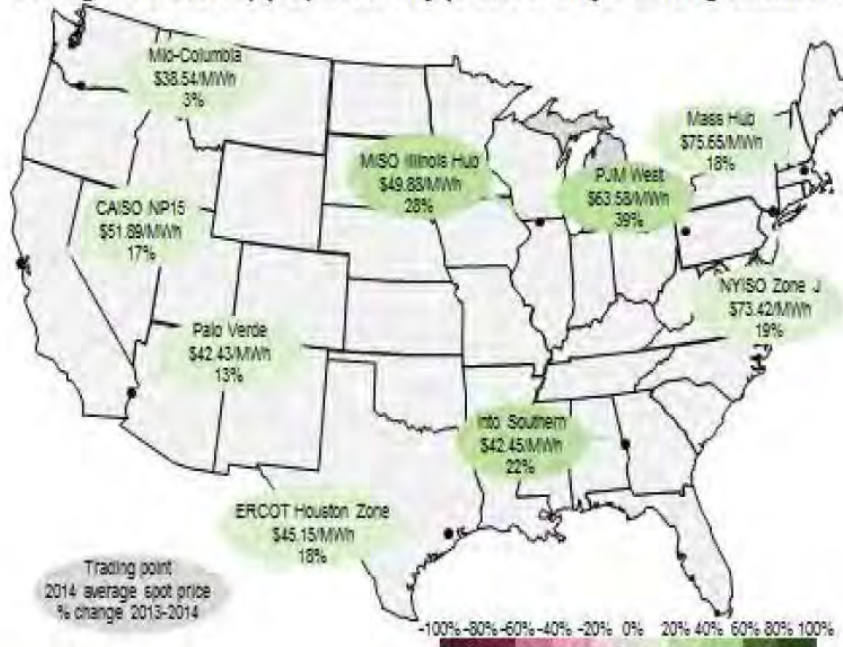 Mid-Columbia
$38.54/MWh
3%
Mass Hub
$75.65/MWh
18%
MISO Illinois Hub
$49.88/MWh
28%
PJM West
$63.58/MWh
39%
CAISO NP15
$51.89/MWh
17%
NYISO Zone J
$73.42/MWh
19%
Palo Verde
$42.43/MWh
13%
Into Southern
$42.45/MWh
22%
ERCOT Houston Zone
$45.15/MWh
18%
Trading point
2014 average spot price
% change 2013-2014
-100% -80% -60% -40% -20% 0% 20% 40% 60% 80% 100%